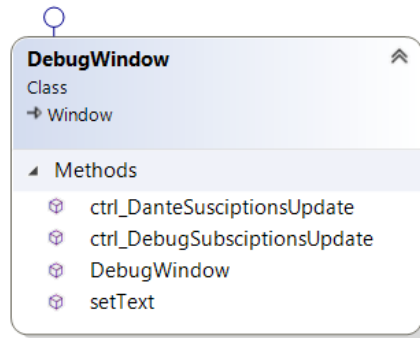 DebugWindow
Class
Window
Methods
ctrl_DanteSusciptionsUpdate
ctrl_DebugSubsciptionsUpdate
DebugWindow
setText